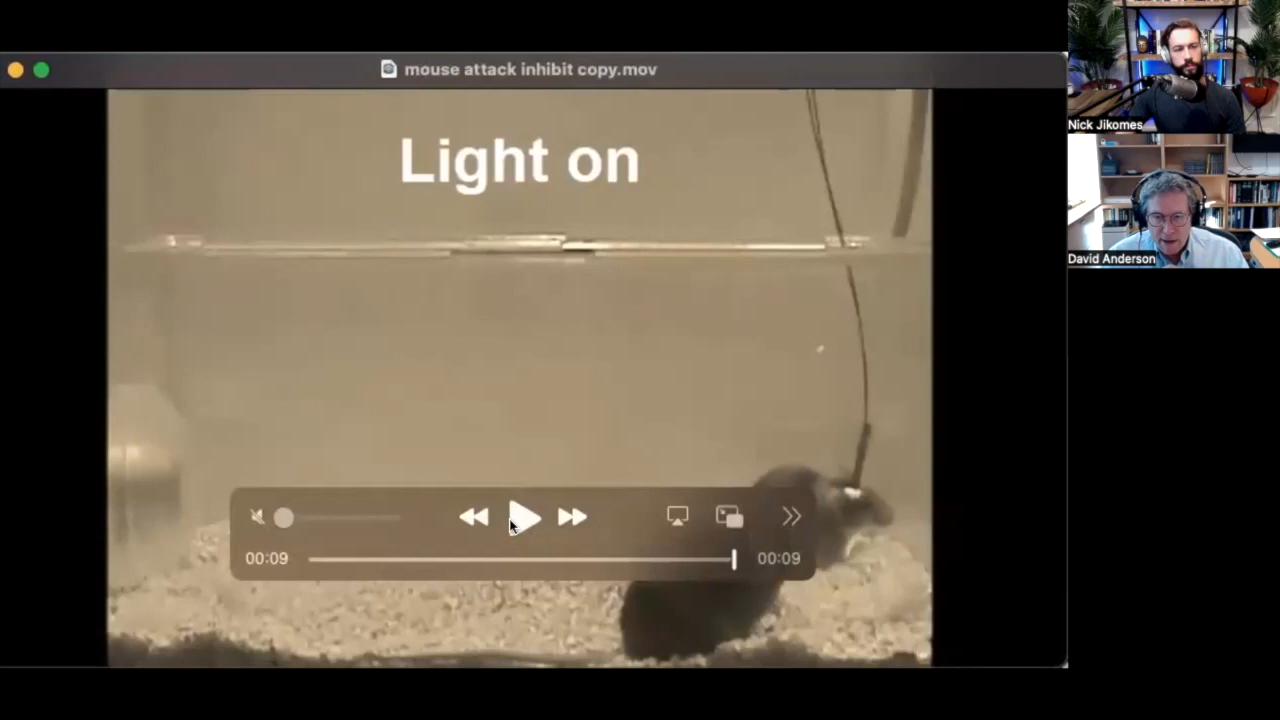 mouse attack inhibit copy.mov
Light on
00:09
00:09
Nick Jikomes
David Anderson